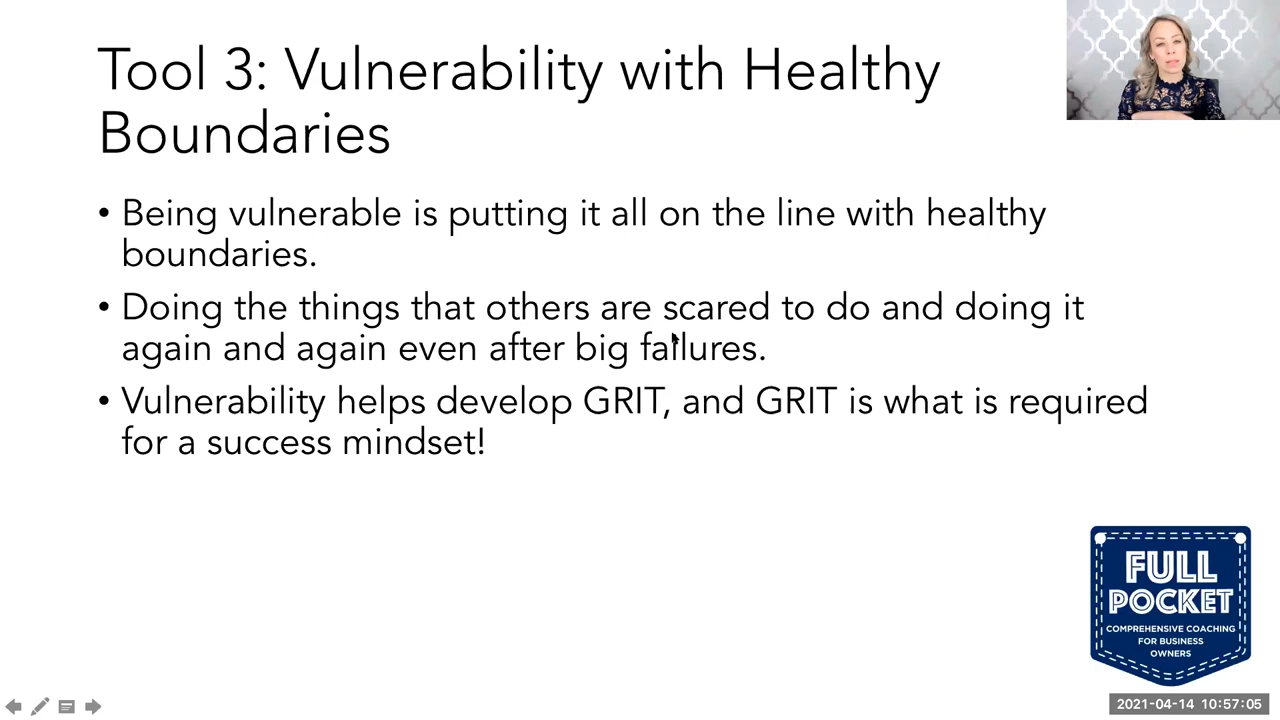 Tool 3: Vulnerability with Healthy
Boundaries
• Being vulnerable is putting it all on the line with healthy
boundaries.
• Doing the things that others are scared to do and doing it
again and again even after big failures.
• Vulnerability helps develop GRIT, and GRIT is what is required
for a success mindset!
FULL
POCKET
COMPREHENSIVE COACHING
FOR BUSINESS
OWNERS
2021-04-14 10:57:05